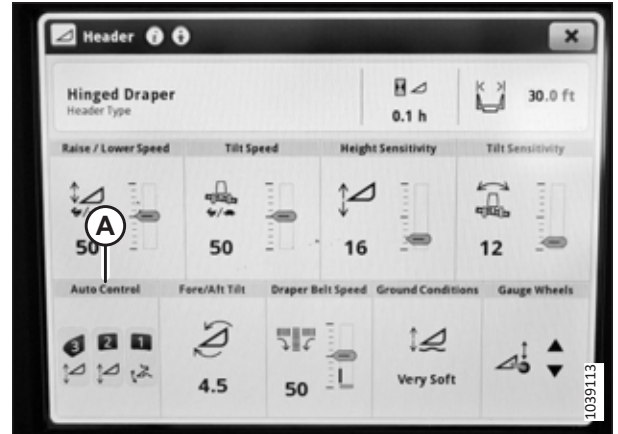 Header
Hinged Draper
Header Type
0.1 h
30.0 ft
Raise / Lower Speed
Tilt Speed
Height Sensitivity
Tilt Sensitivity
A
50
50
16
12
Auto Control
Fore/Aft Tilt
Draper Belt Speed
Ground Conditions
Gauge Wheels
3 2 1
4.5
50
Very Soft
1039113